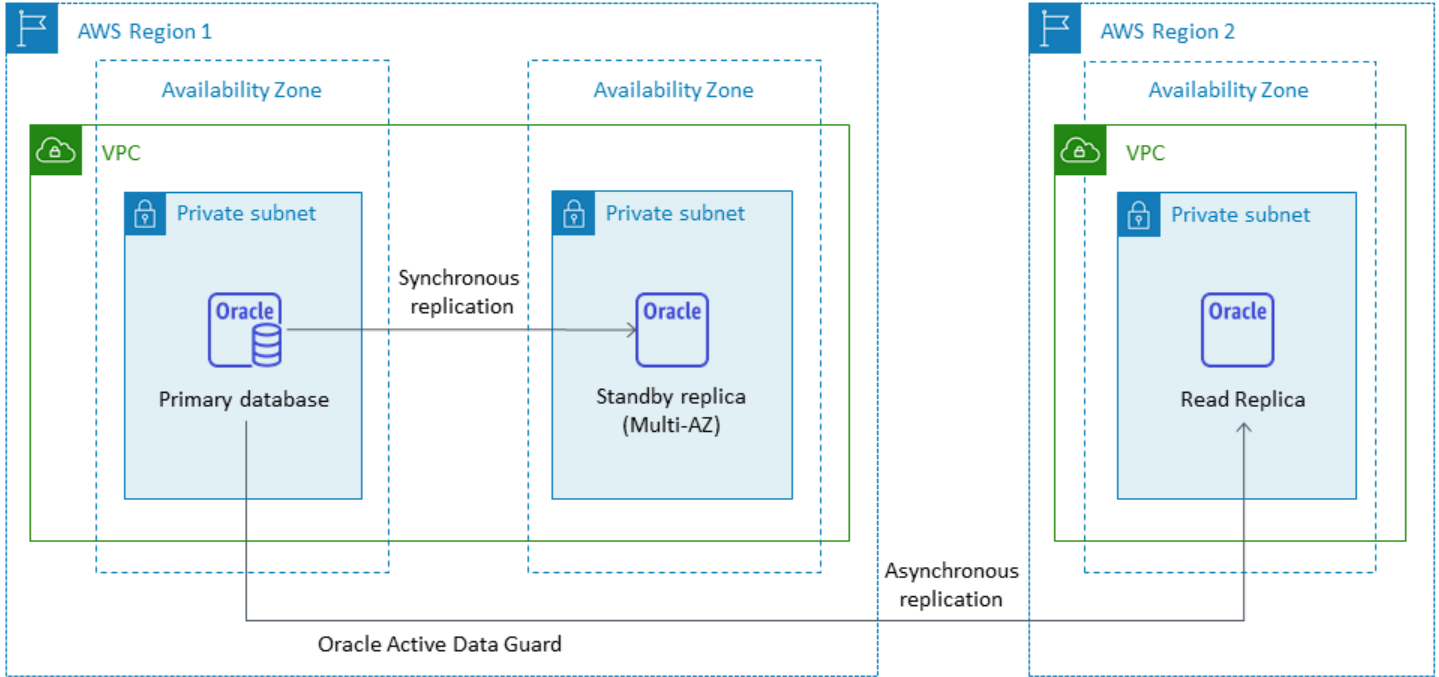 AWS Region 1
AWS Region 2
Availability Zone
Availability Zone
Availability Zone
VPC
VPC
Private subnet
Private subnet
Private subnet
Synchronous
replication
Oracle
Oracle
Oracle
Primary database
Standby replica
(Multi-AZ)
Read Replica
Asynchronous
replication
Oracle Active Data Guard